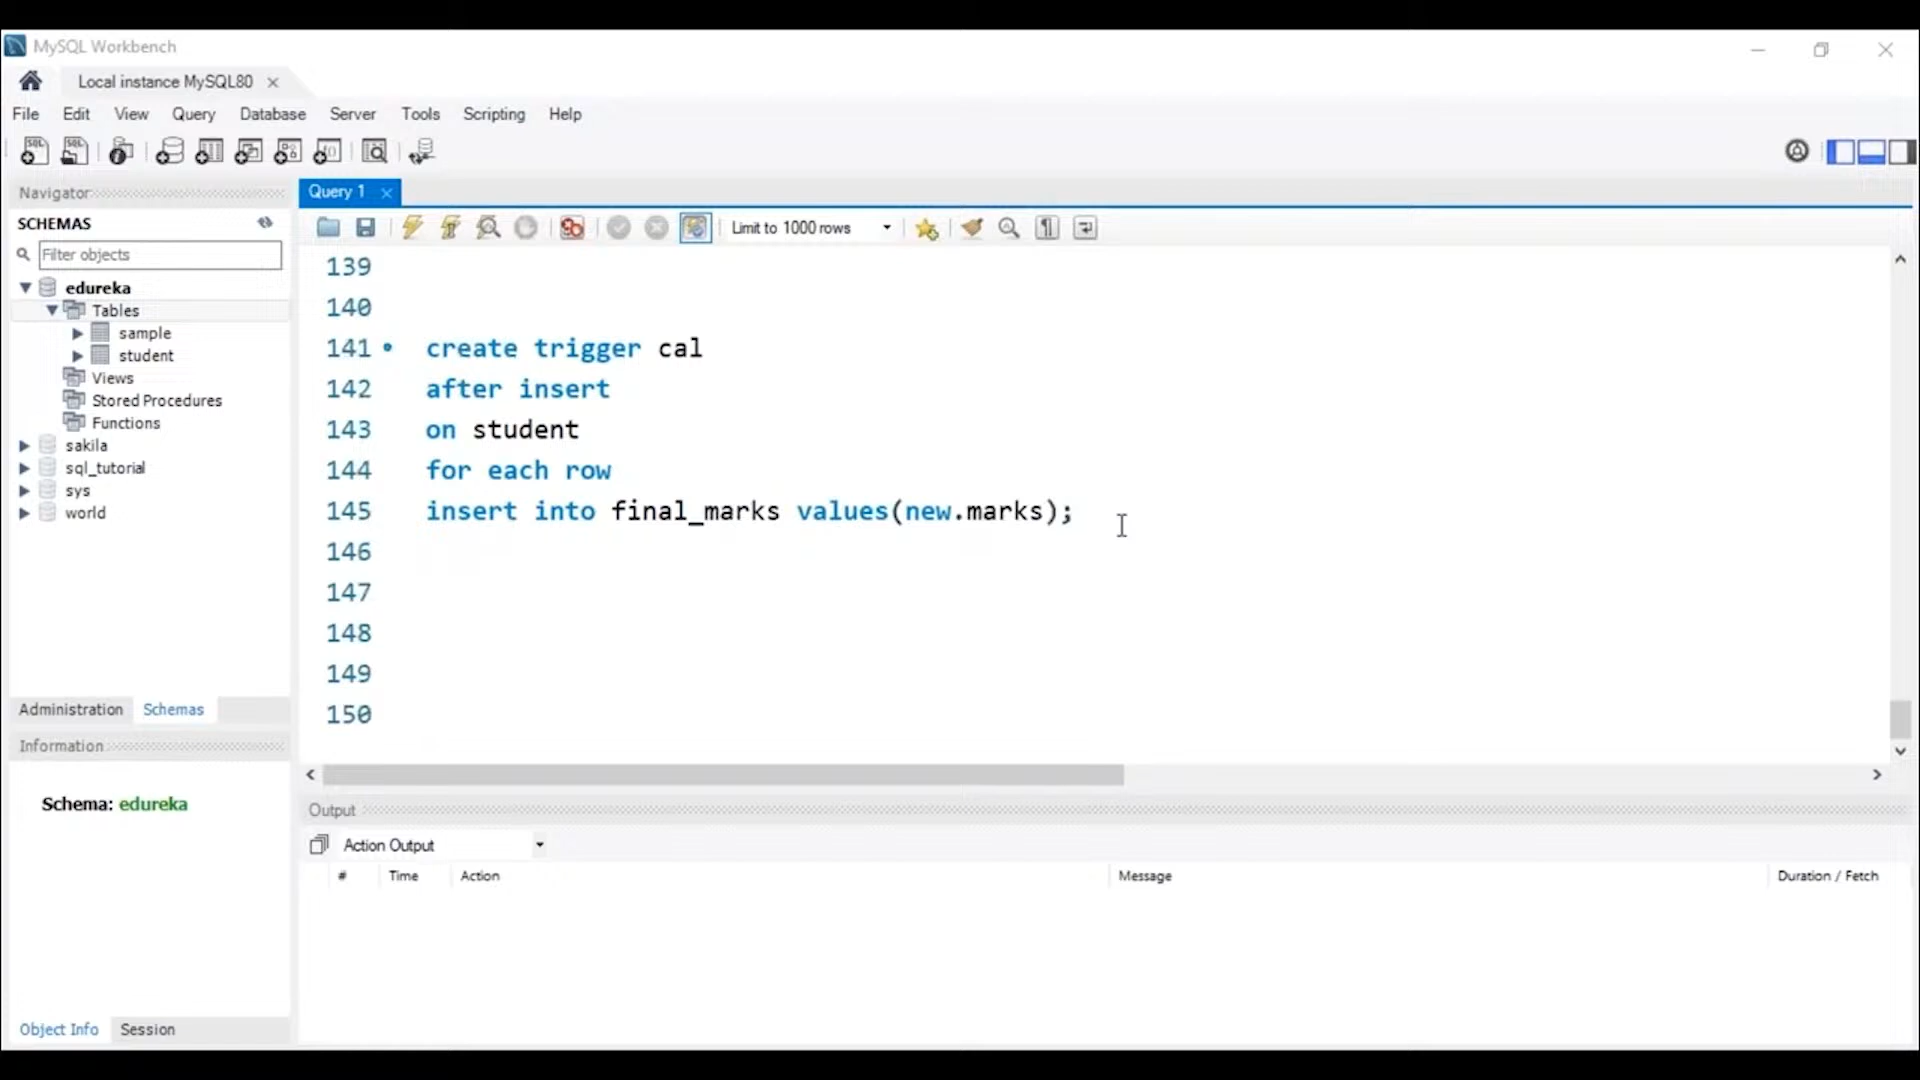 MySQL Workbench
Local instance MySQL80
File Edit View Query Database Server Tools Scripting Help
Navigator
SCHEMAS
Filter objects
edureka
Tables
sample
student
Views
Stored Procedures
Functions
sakila
sql_tutorial
sys
world
Administration Schemas
Information
Schema: edureka
Object Info Session
Query 1
Limit to 1000 rows
139
140
141 create trigger cal
142 after insert
143 on student
144 for each row
145 insert into final_marks values(new.marks);
146
147
148
149
150
Output
Action Output
# Time Action Message Duration / Fetch